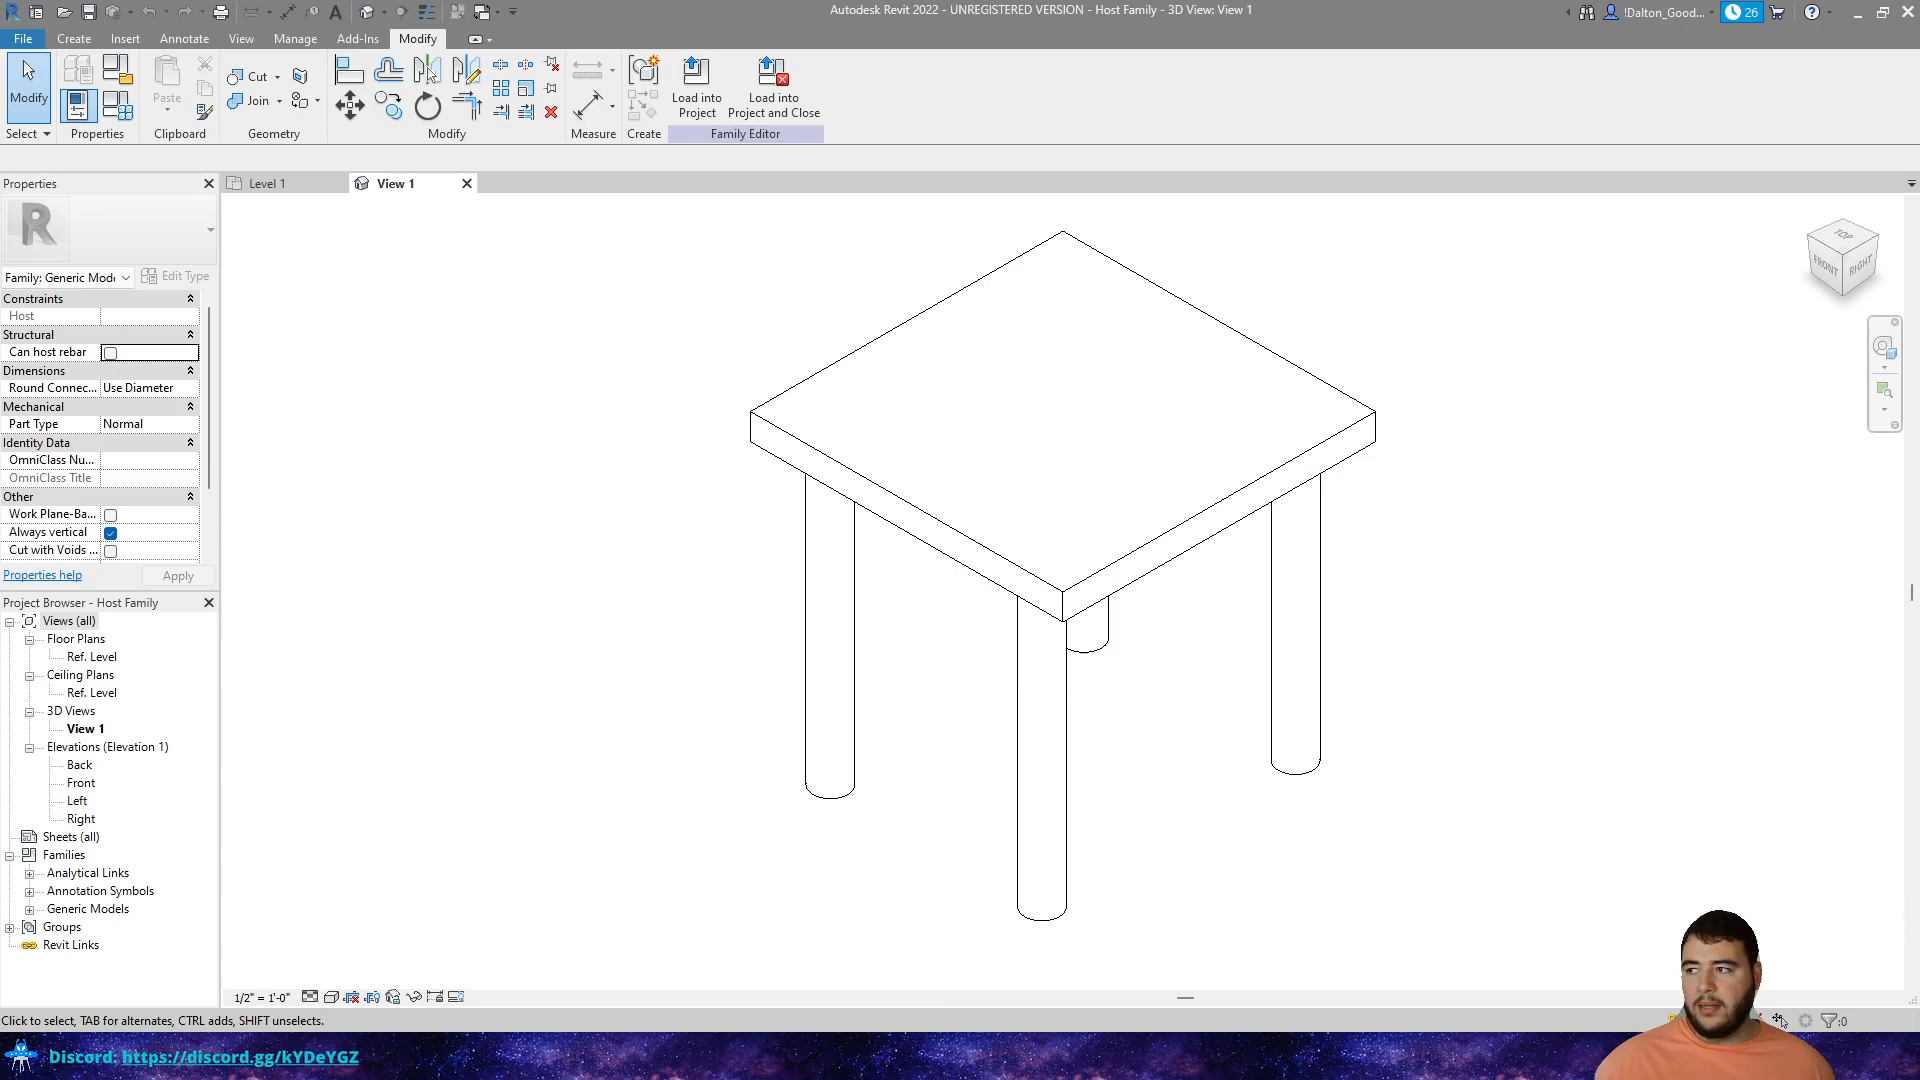 Autodesk Revit 2022 - UNREGISTERED VERSION - Host Family - 3D View: View 1
!Dalton_Good...
26
File
Create
Insert
Annotate
View
Manage
Add-Ins
Modify
Modify
Paste
Cut
Join
Load into
Project
Load into
Project and Close
Select
Properties
Clipboard
Geometry
Modify
Measure
Create
Family Editor
Properties
Level 1
View 1
R
Family: Generic Mode
Edit Type
Constraints
Host
Structural
Can host rebar
Dimensions
Round Connec...
Use Diameter
Mechanical
Part Type
Normal
Identity Data
OmniClass Nu...
OmniClass Title
Other
Work Plane-Ba...
Always vertical
Cut with Voids ...
Properties help
Apply
Project Browser - Host Family
Views (all)
Floor Plans
Ref. Level
Ceiling Plans
Ref. Level
3D Views
View 1
Elevations (Elevation 1)
Back
Front
Left
Right
Sheets (all)
Families
Analytical Links
Annotation Symbols
Generic Models
Groups
Revit Links
TOP
FRONT
RIGHT
1/2" = 1'-0"
Click to select, TAB for alternates, CTRL adds, SHIFT unselects.
:0
Discord: https://discord.gg/kYDeYGZ